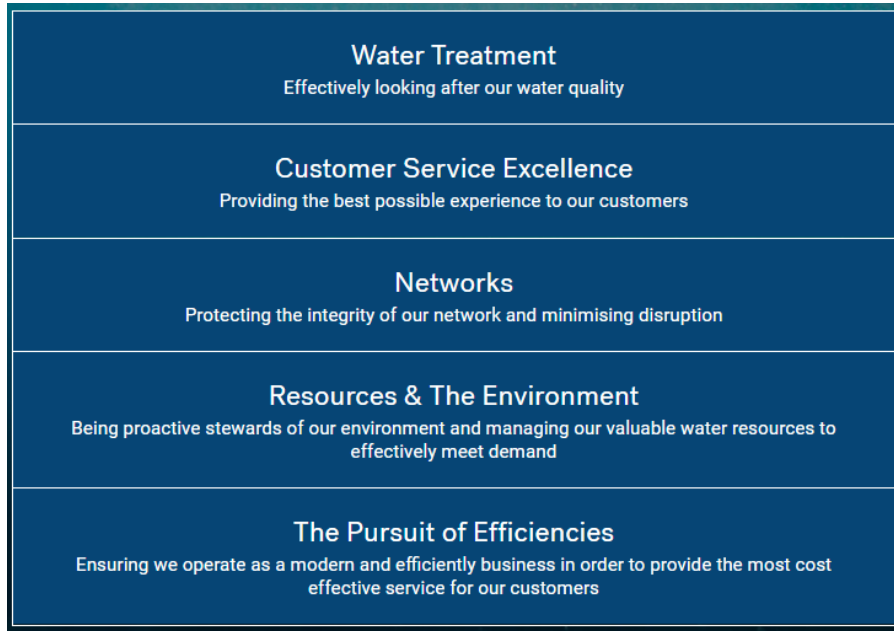 Water Treatment
Effectively looking after our water quality
Customer Service Excellence
Providing the best possible experience to our customers
Networks
Protecting the integrity of our network and minimising disruption
Resources & The Environment
Being proactive stewards of our environment and managing our valuable water resources to
effectively meet demand
The Pursuit of Efficiencies
Ensuring we operate as a modern and efficiently business in order to provide the most cost
effective service for our customers